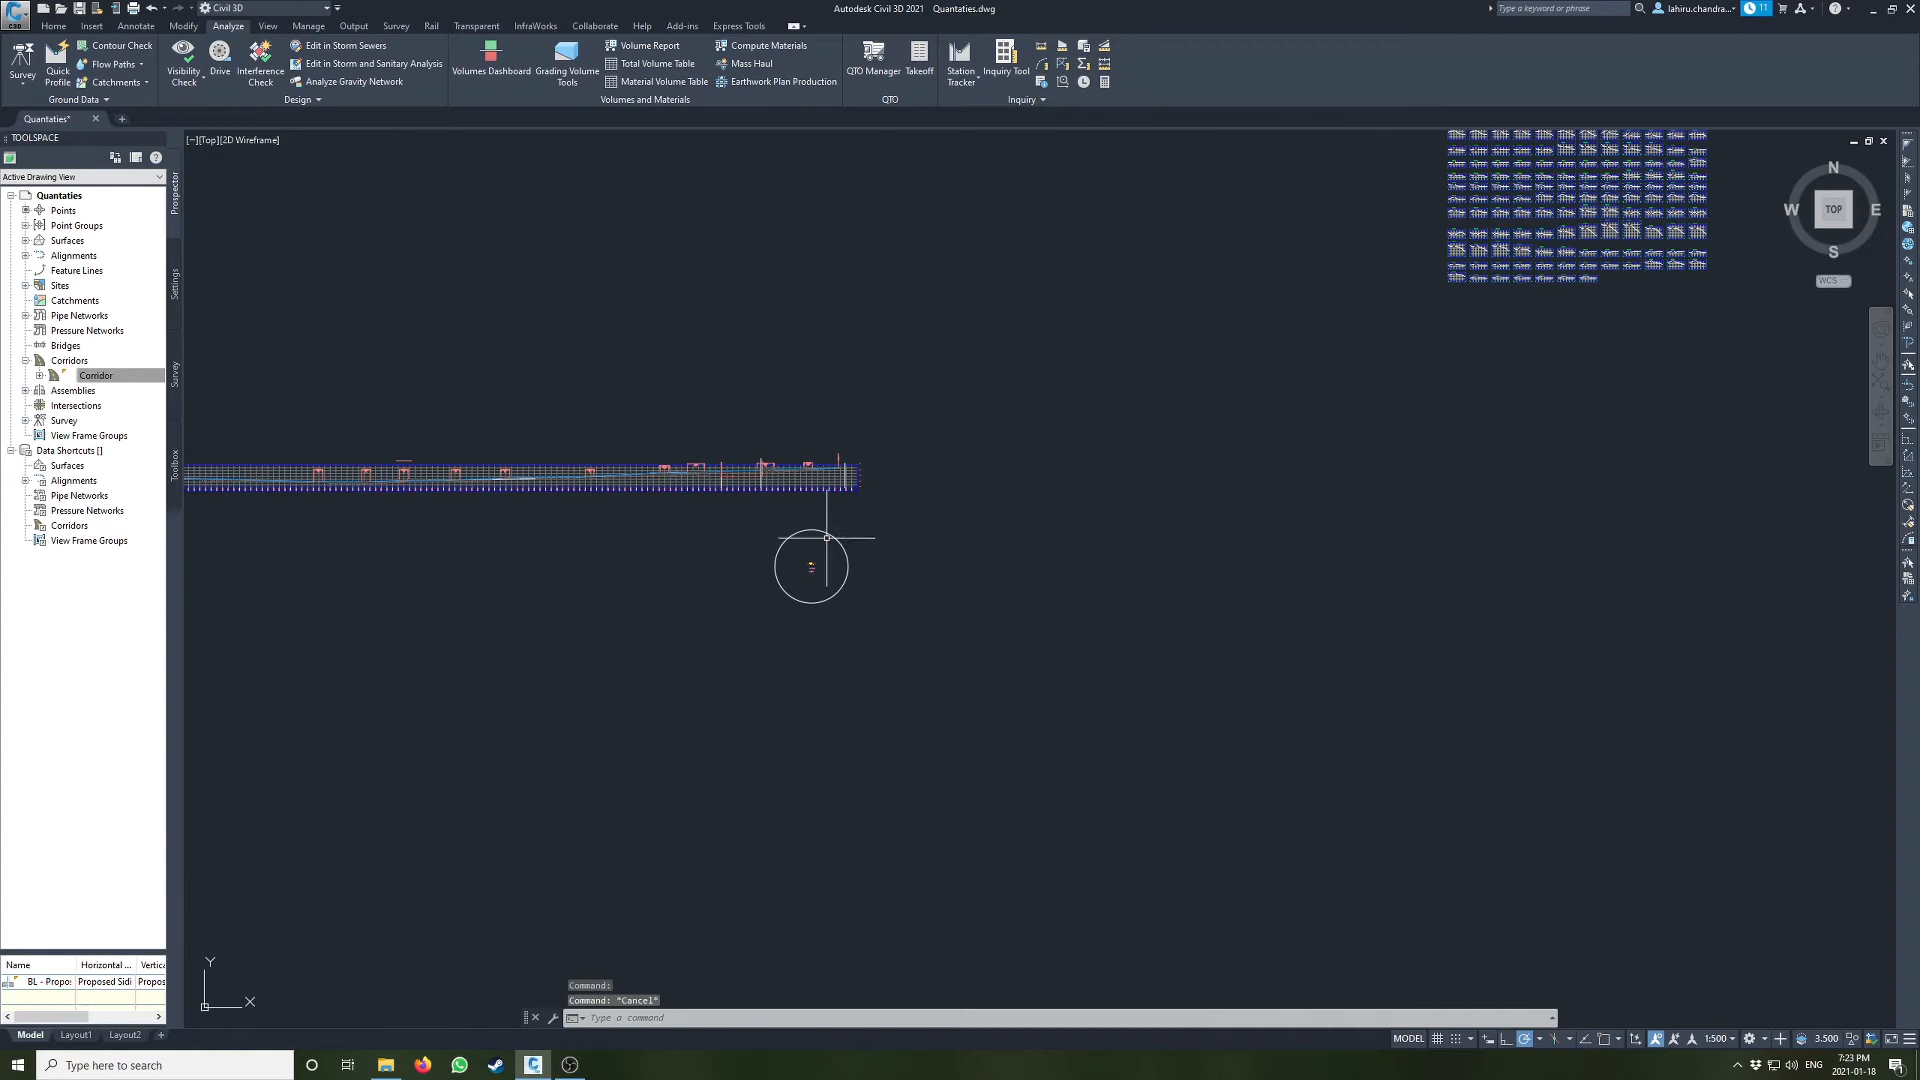 Civil 3D
Autodesk Civil 3D 2021 Quantaties.dwg
Type a keyword or phrase
lahiru.chandra...
11
C3D
Home Insert Annotate Modify Analyze View Manage Output Survey Rail Transparent InfraWorks Collaborate Help Add-ins Express Tools
Survey
Quick Profile
Contour Check
Flow Paths
Catchments
Ground Data
Visibility Check
Drive
Interference Check
Edit in Storm Sewers
Edit in Storm and Sanitary Analysis
Analyze Gravity Network
Design
Volumes Dashboard
Grading Volume Tools
Volume Report
Total Volume Table
Material Volume Table
Compute Materials
Mass Haul
Earthwork Plan Production
Volumes and Materials
QTO Manager
Takeoff
QTO
Station Tracker
Inquiry Tool
Inquiry
Quantaties*
TOOLSPACE
[−][Top][2D Wireframe]
Active Drawing View
Quantaties
Points
Point Groups
Surfaces
Alignments
Feature Lines
Sites
Catchments
Pipe Networks
Pressure Networks
Bridges
Corridors
Corridor
Assemblies
Intersections
Survey
View Frame Groups
Data Shortcuts []
Surfaces
Alignments
Pipe Networks
Pressure Networks
Corridors
View Frame Groups
Prospector
Settings
Survey
Toolbox
N
W TOP E
S
WCS
Name Horizontal ... Vertica
BL - Propo: Proposed Sidi Propos
Y
X
Command:
Command: *Cancel*
Type a command
Model Layout1 Layout2
MODEL
1:500
3.500
Type here to search
ENG
7:23 PM
2021-01-18